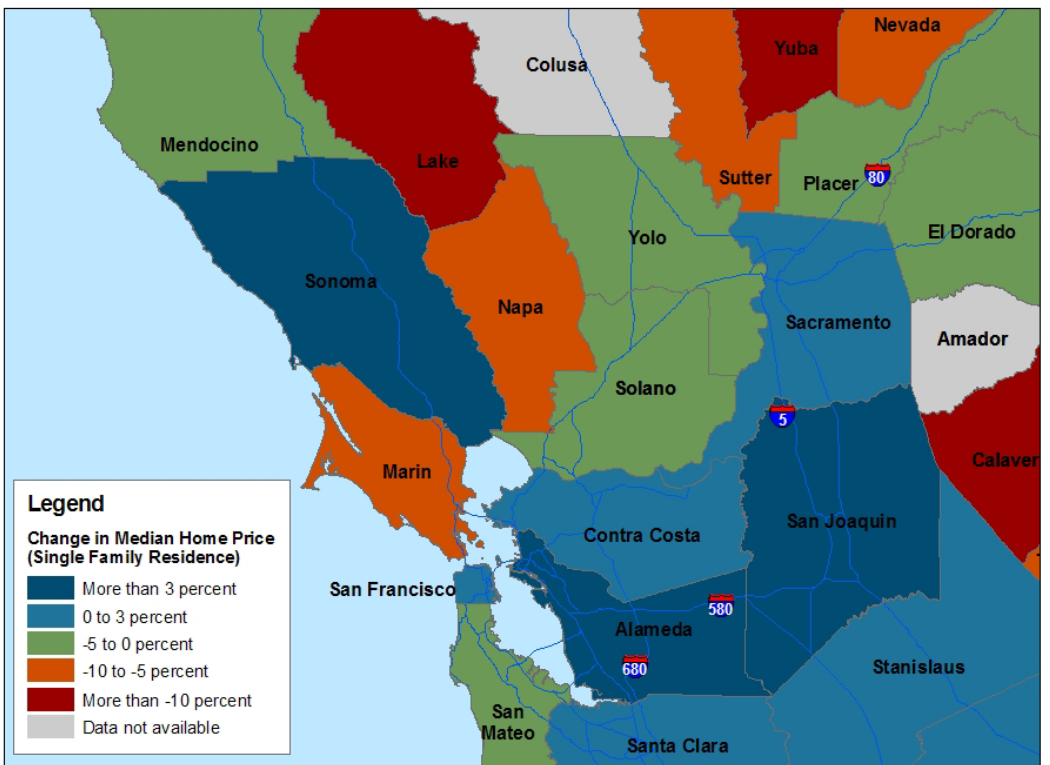 Nevada
Yuba
Colusa
Mendocino
Lake
Sutter
Placer
80
El Dorado
Yolo
Sonoma
Napa
Sacramento
Amador
Solano
5
Marin
Calaver
San Joaquin
Contra Costa
San Francisco
580
Alameda
680
Stanislaus
San
Mateo
Santa Clara
Legend
Change in Median Home Price
(Single Family Residence)
More than 3 percent
0 to 3 percent
-5 to 0 percent
-10 to -5 percent
More than -10 percent
Data not available